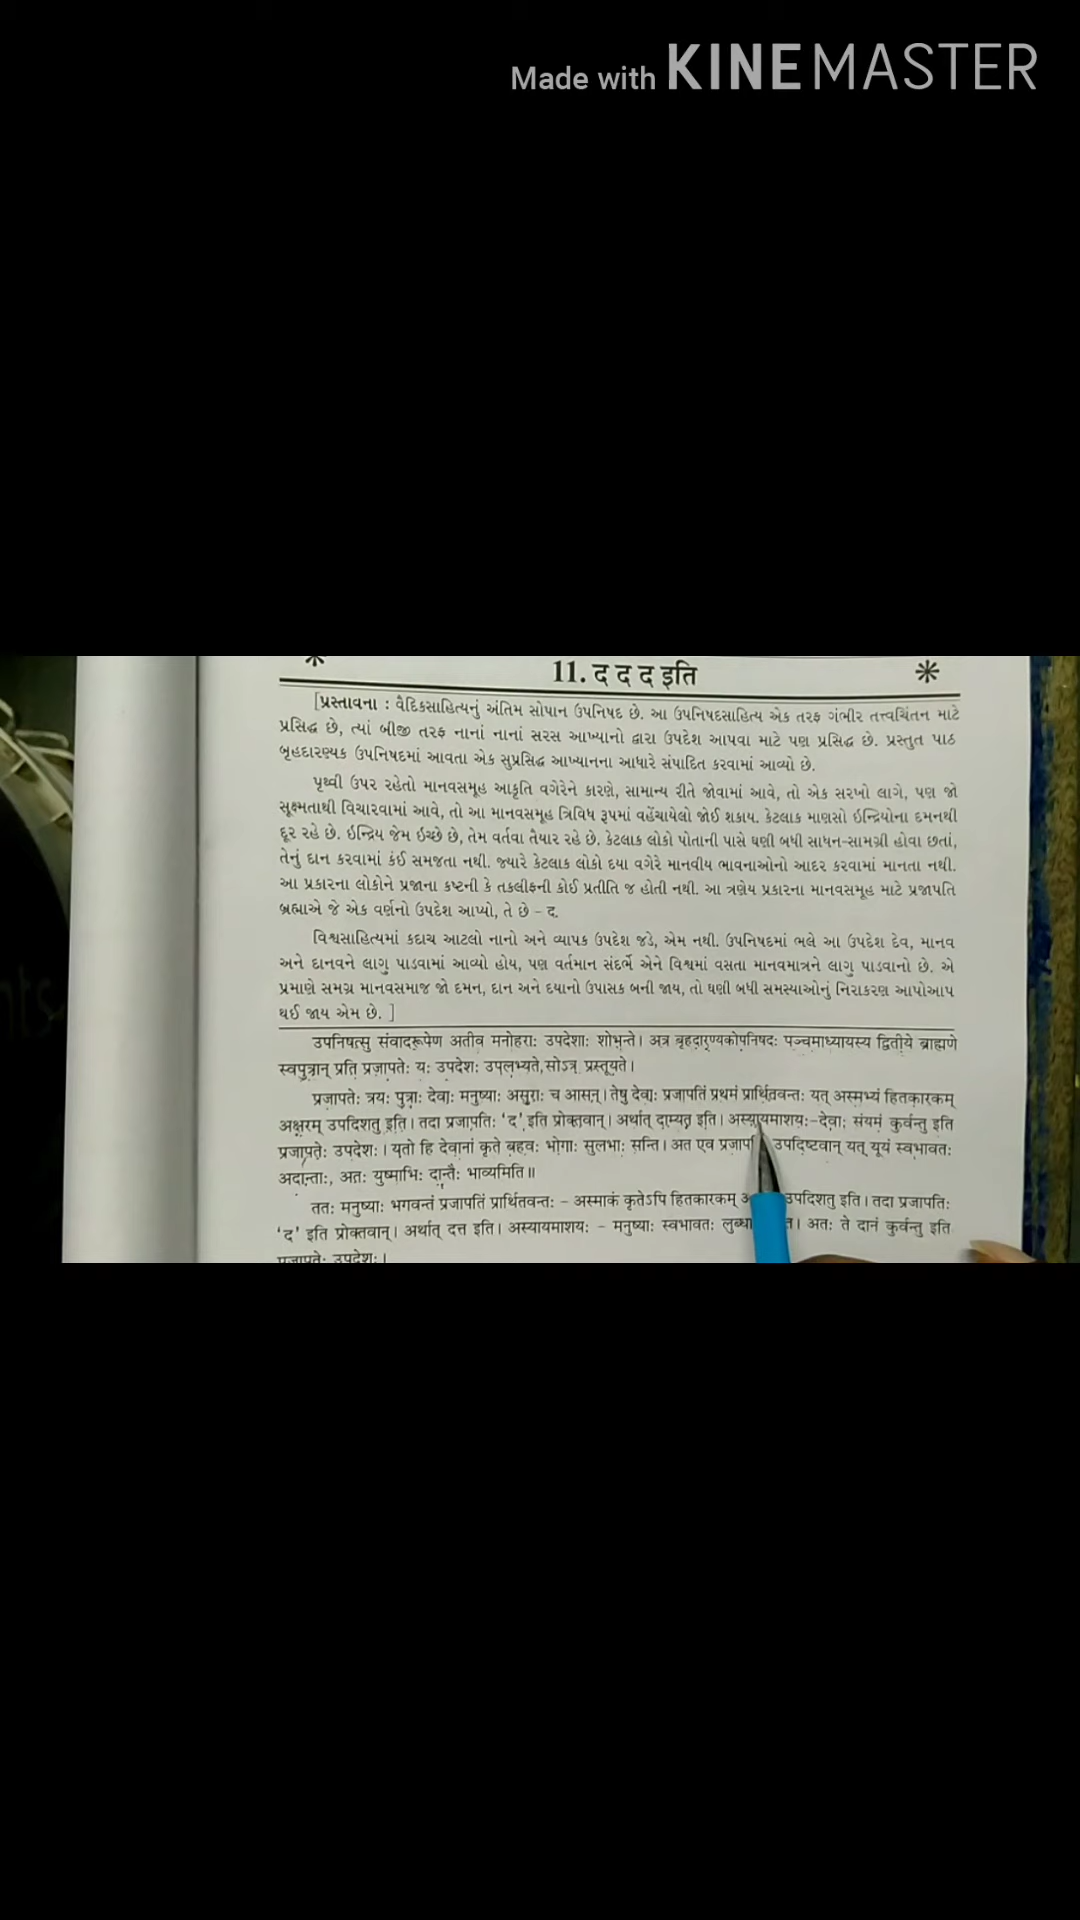 Made with KINEMASTER
11. द द द इति
[પ્રસ્તાવના : વૈદિકસાહિત્યનું અંતિમ સોપાન ઉપનિષદ છે. આ ઉપનિષદસાહિત્ય એક તરફ ગંભીર તત્ત્વચિંતન માટે
પ્રસિદ્ધ છે, ત્યાં બીજી તરફ નાનાં નાનાં સરસ આખ્યાનો દ્વારા ઉપદેશ આપવા માટે પણ પ્રસિદ્ધ છે. પ્રસ્તુત પાઠ
બૃહદારણ્યક ઉપનિષદમાં આવતા એક સુપ્રસિદ્ધ આખ્યાનના આધારે સંપાદિત કરવામાં આવ્યો છે.
પૃથ્વી ઉપર રહેતો માનવસમૂહ આકૃતિ વગેરેને કારણે, સામાન્ય રીતે જોવામાં આવે, તો એક સરખો લાગે, પણ જો
સૂક્ષ્મતાથી વિચારવામાં આવે, તો આ માનવસમૂહ ત્રિવિધ રૂપમાં વહેંચાયેલો જોઈ શકાય. કેટલાક માણસો ઇન્દ્રિયોના દમનથી
દૂર રહે છે. ઇન્દ્રિય જેમ ઇચ્છે છે, તેમ વર્તવા તૈયાર રહે છે. કેટલાક લોકો પોતાની પાસે ઘણી બધી સાધન-સામગ્રી હોવા છતાં,
તેનું દાન કરવામાં કંઈ સમજતા નથી. જ્યારે કેટલાક લોકો દયા વગેરે માનવીય ભાવનાઓનો આદર કરવામાં માનતા નથી.
આ પ્રકારના લોકોને પ્રજાના કષ્ટની કે તકલીફની કોઈ પ્રતીતિ જ હોતી નથી. આ ત્રણેય પ્રકારના માનવસમૂહ માટે પ્રજાપતિ
બ્રહ્માએ જે એક વર્ણનો ઉપદેશ આપ્યો, તે છે – દ.
વિશ્વસાહિત્યમાં કદાચ આટલો નાનો અને વ્યાપક ઉપદેશ જડે, એમ નથી. ઉપનિષદમાં ભલે આ ઉપદેશ દેવ, માનવ
અને દાનવને લાગુ પાડવામાં આવ્યો હોય, પણ વર્તમાન સંદર્ભે એને વિશ્વમાં વસતા માનવમાત્રને લાગુ પાડવાનો છે. એ
પ્રમાણે સમગ્ર માનવસમાજ જો દમન, દાન અને દયાનો ઉપાસક બની જાય, તો ઘણી બધી સમસ્યાઓનું નિરાકરણ આપોઆપ
થઈ જાય એમ છે. ]
उपनिषत्सु संवादरूपेण अतीव मनोहराः उपदेशाः शोभन्ते। अत्र बृहदारण्यकोपनिषदः पञ्चमाध्यायस्य द्वितीये ब्राह्मणे
स्वपुत्रान् प्रति प्रजापतेः यः उपदेशः उपलभ्यते, सोऽत्र प्रस्तूयते।
प्रजापतेः त्रयः पुत्राः देवाः मनुष्याः असुराः च आसन्। तेषु देवाः प्रजापतिं प्रथमं प्रार्थितवन्तः यत् अस्मभ्यं हितकारकम्
अक्षरम् उपदिशतु इति। तदा प्रजापतिः ‘द’ इति प्रोक्तवान्। अर्थात् दाम्यत इति। अस्यायमाशयः–देवाः संयमं कुर्वन्तु इति
प्रजापतेः उपदेशः। यतो हि देवानां कृते बहवः भोगाः सुलभाः सन्ति। अत एव उपदिष्टवान् यत् यूयं स्वभावतः
अदान्ताः, अतः युष्माभिः दान्तैः भाव्यमिति॥
ततः मनुष्याः भगवन्तं प्रजापतिं प्रार्थितवन्तः – अस्माकं कृतेऽपि हितकारकम् उपदिशतु इति। तदा प्रजापतिः
‘द’ इति प्रोक्तवान्। अर्थात् दत्त इति। अस्यायमाशयः – मनुष्याः स्वभावतः अतः ते दानं कुर्वन्तु इति
प्रजापतेः उपदेशः।